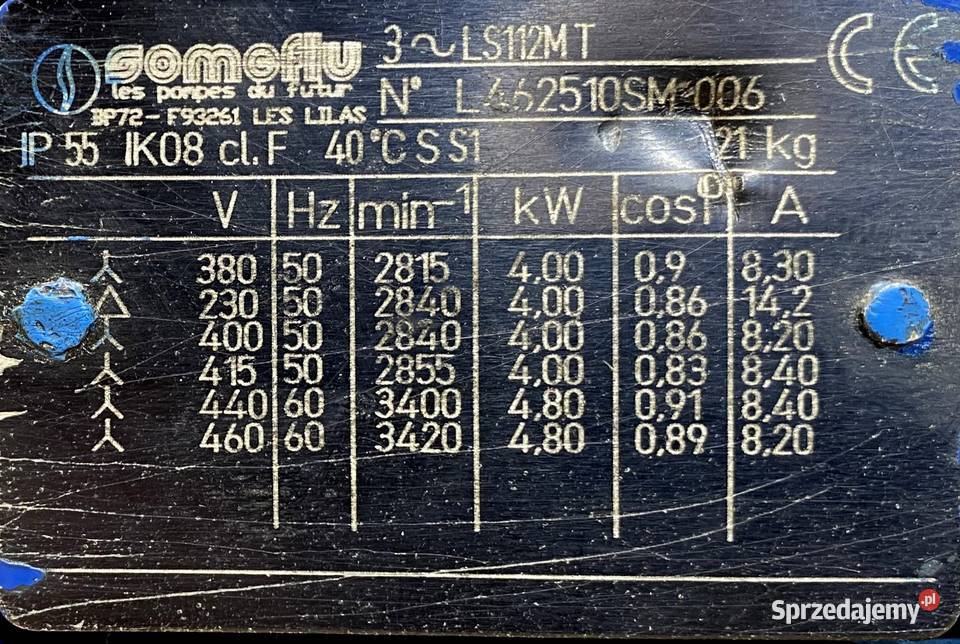 someflu
les pompes du futur
BP72-F93261 LES LILAS
3~LS112MT
N° L462510SM-006
CE
IP 55 IK08 cl.F 40°C S S1 21 kg
V Hz min-1 kW cosφ A
380 50 2815 4,00 0,9 8,30
230 50 2840 4,00 0,86 14,2
400 50 2840 4,00 0,86 8,20
415 50 2855 4,00 0,83 8,40
440 60 3400 4,80 0,91 8,40
460 60 3420 4,80 0,89 8,20
Sprzedajemy.pl